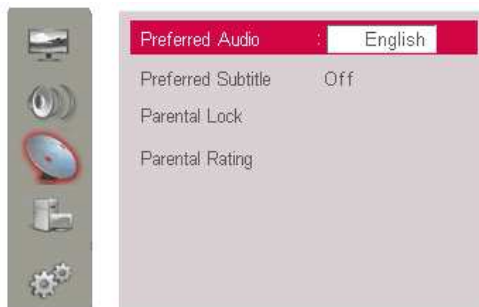 Preferred Audio : English
Preferred Subtitle Off
Parental Lock
Parental Rating